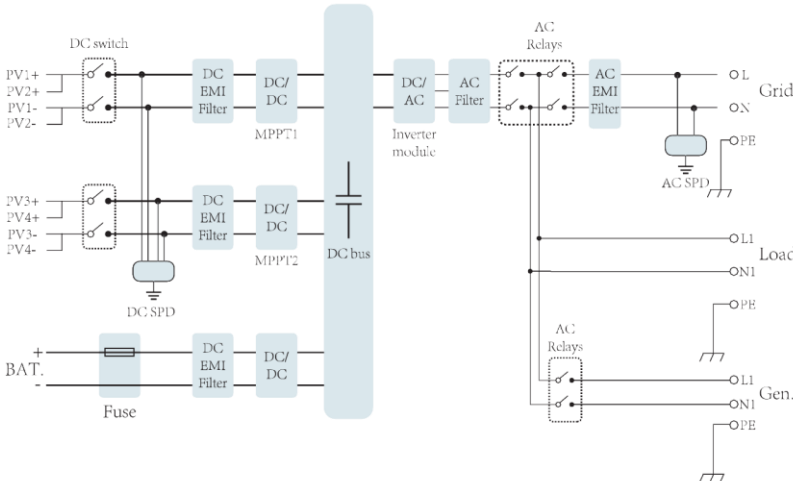 DC switch
PV1+
PV2+
PV1-
PV2-
DC
EMI
Filter
DC/
DC
MPPT1
DC/
AC
Inverter
module
AC
Filter
AC
Relays
AC
EMI
Filter
L
N
Grid
PE
AC SPD
PV3+
PV4+
PV3-
PV4-
DC SPD
DC
EMI
Filter
DC/
DC
MPPT2
DC bus
L1
N1
Load
PE
+
BAT.
-
Fuse
DC
EMI
Filter
DC/
DC
AC
Relays
L1
N1
Gen.
PE